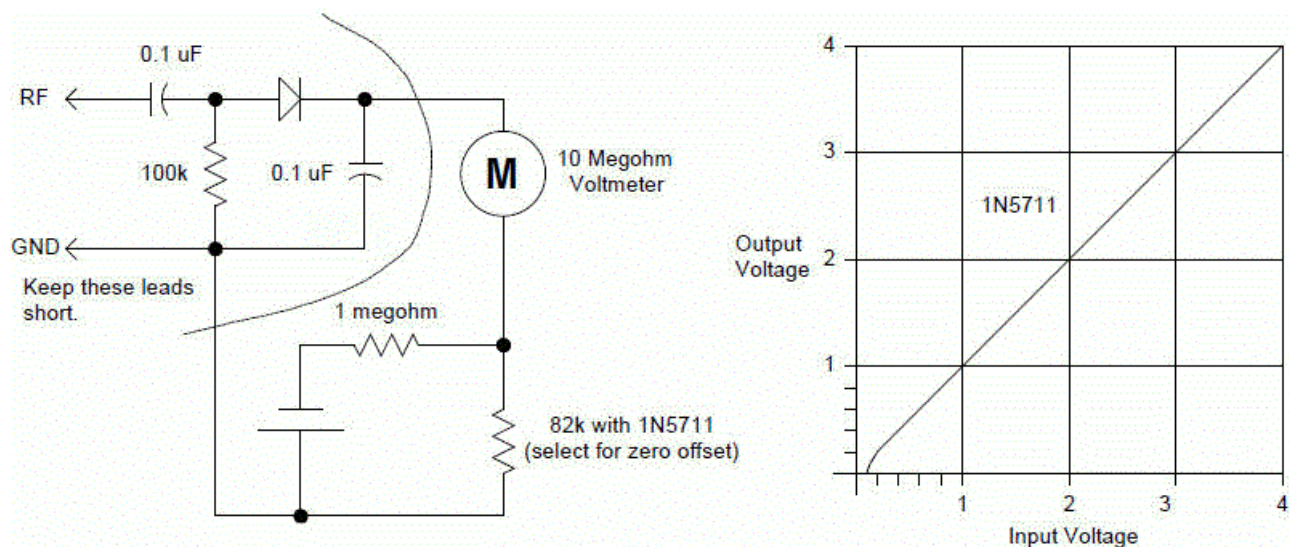 0.1 uF
RF
100k
0.1 uF
M
10 Megohm
Voltmeter
GND
Keep these leads
short.
1 megohm
82k with 1N5711
(select for zero offset)
4
3
2
1
Output
Voltage
1N5711
1
2
3
4
Input Voltage